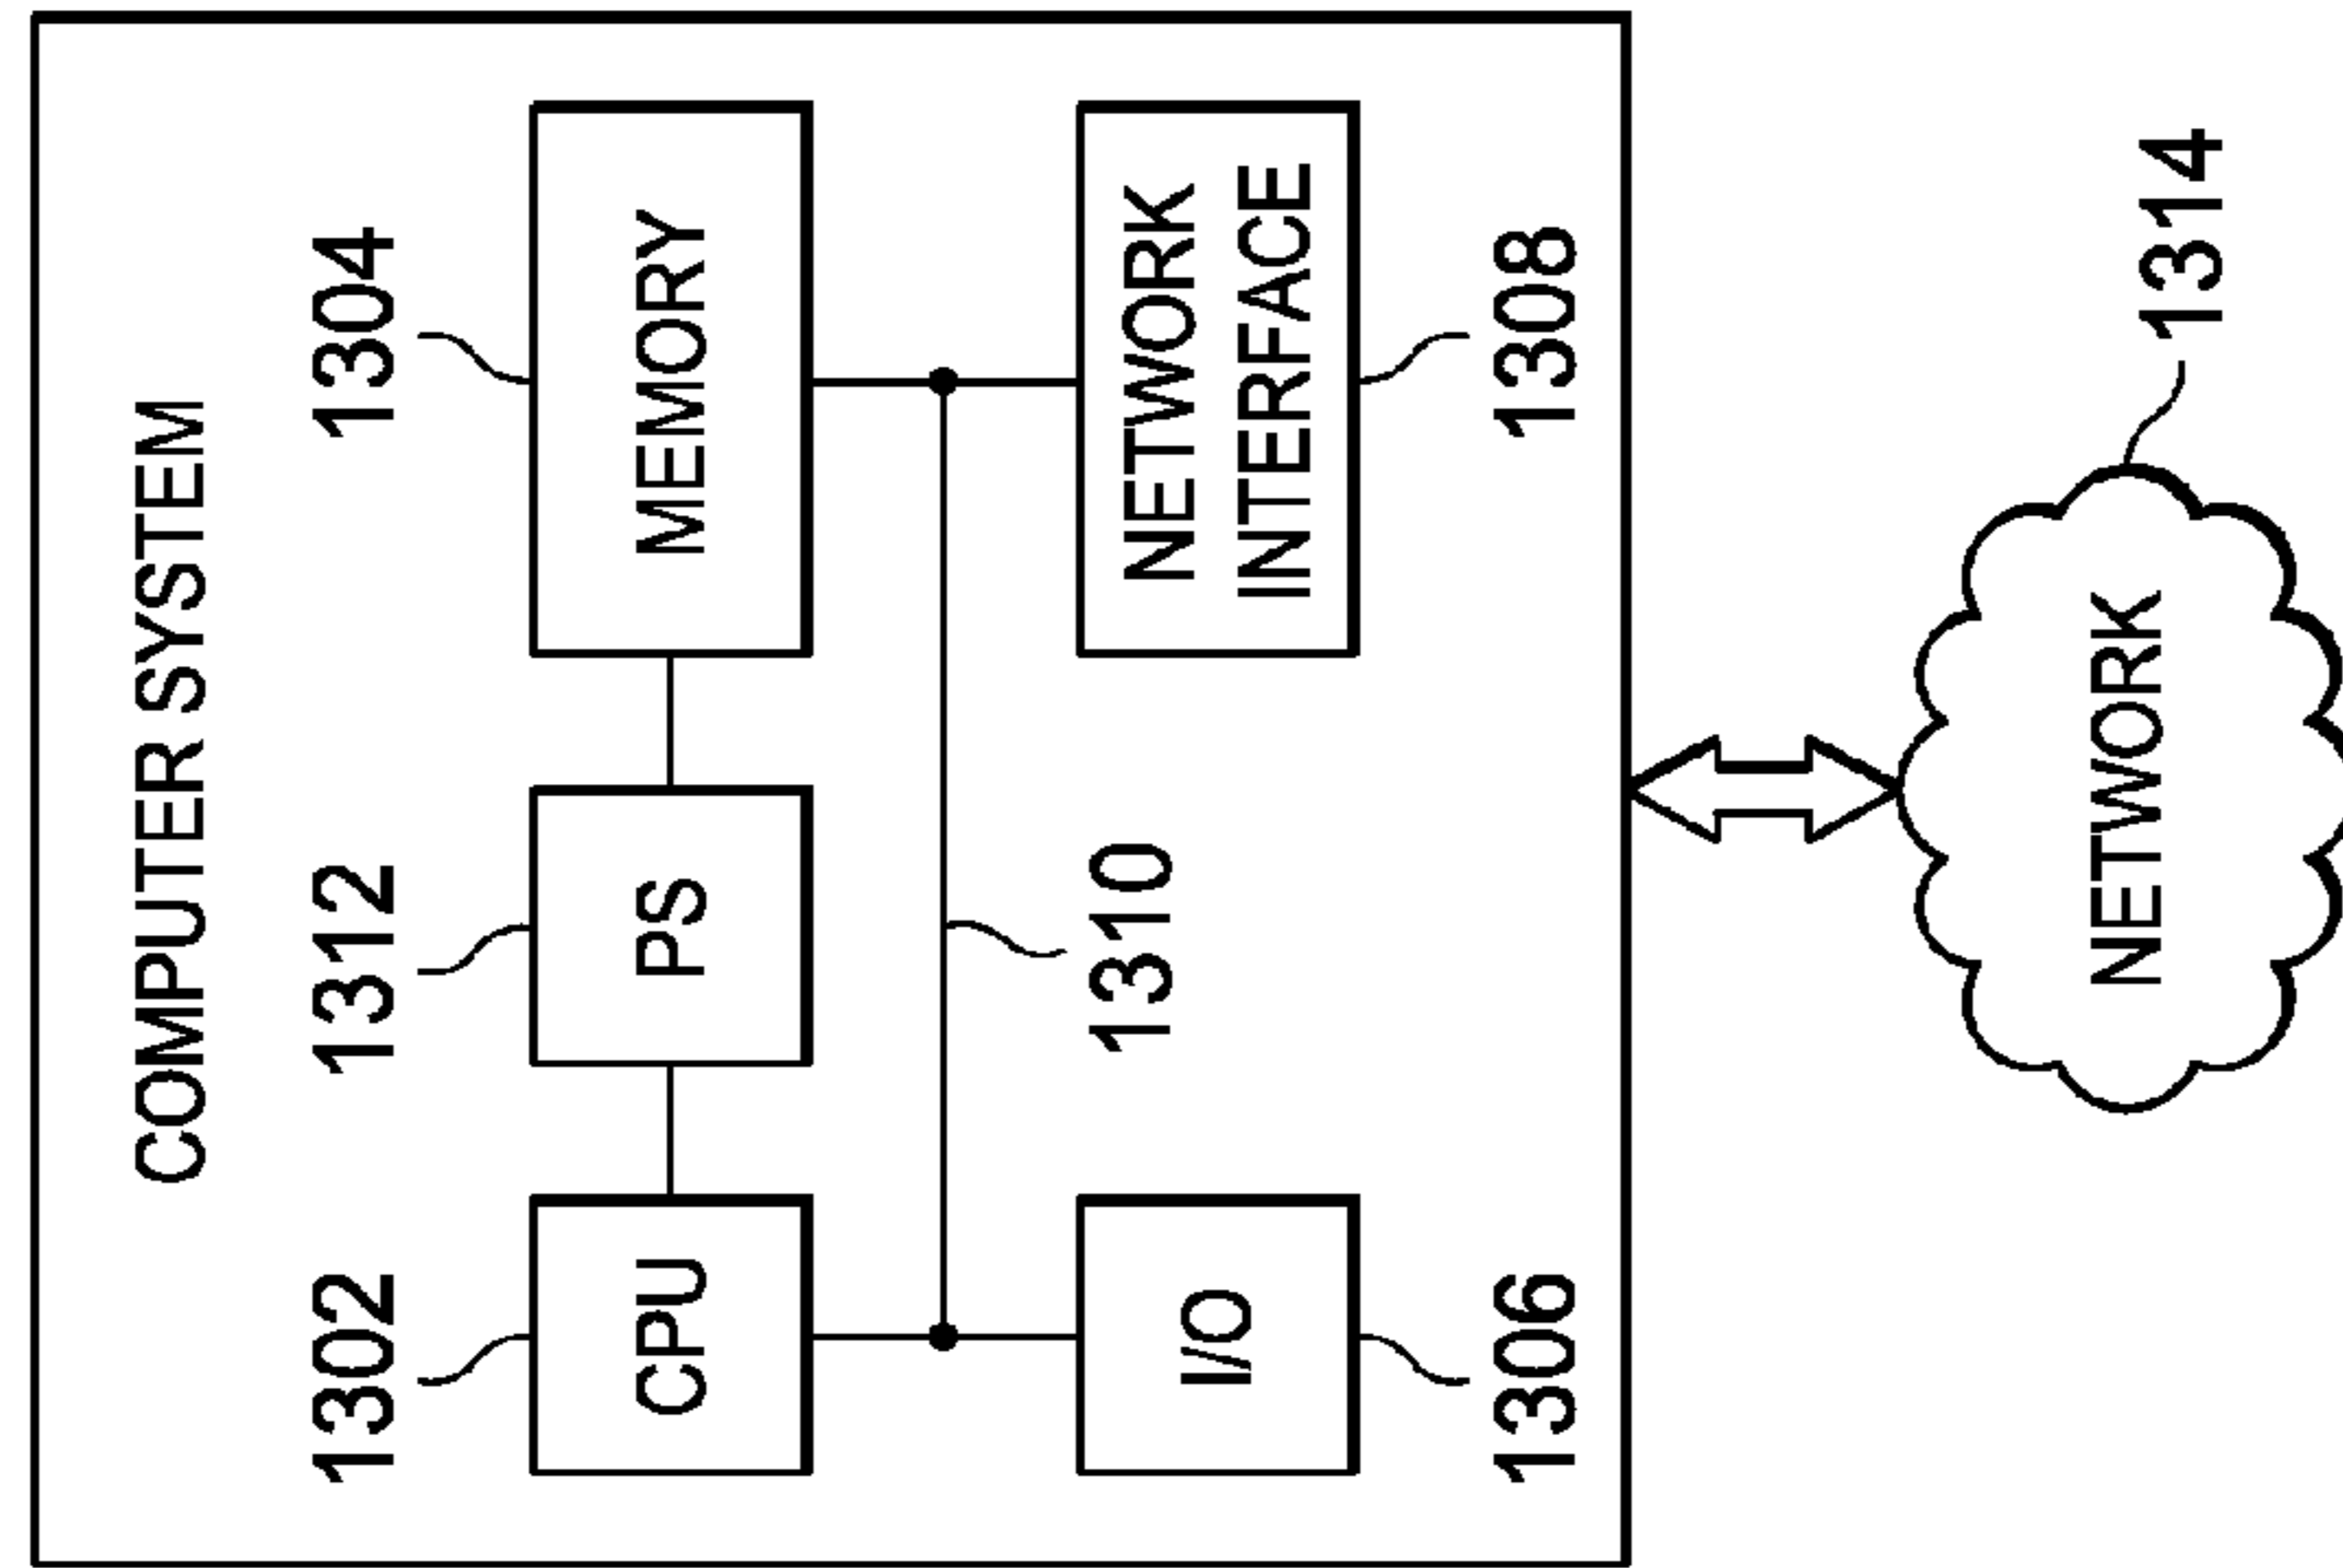 COMPUTER SYSTEM
1302
1312
1304
CPU
PS
MEMORY
1310
I/O
NETWORK
INTERFACE
1306
1308
NETWORK
1314